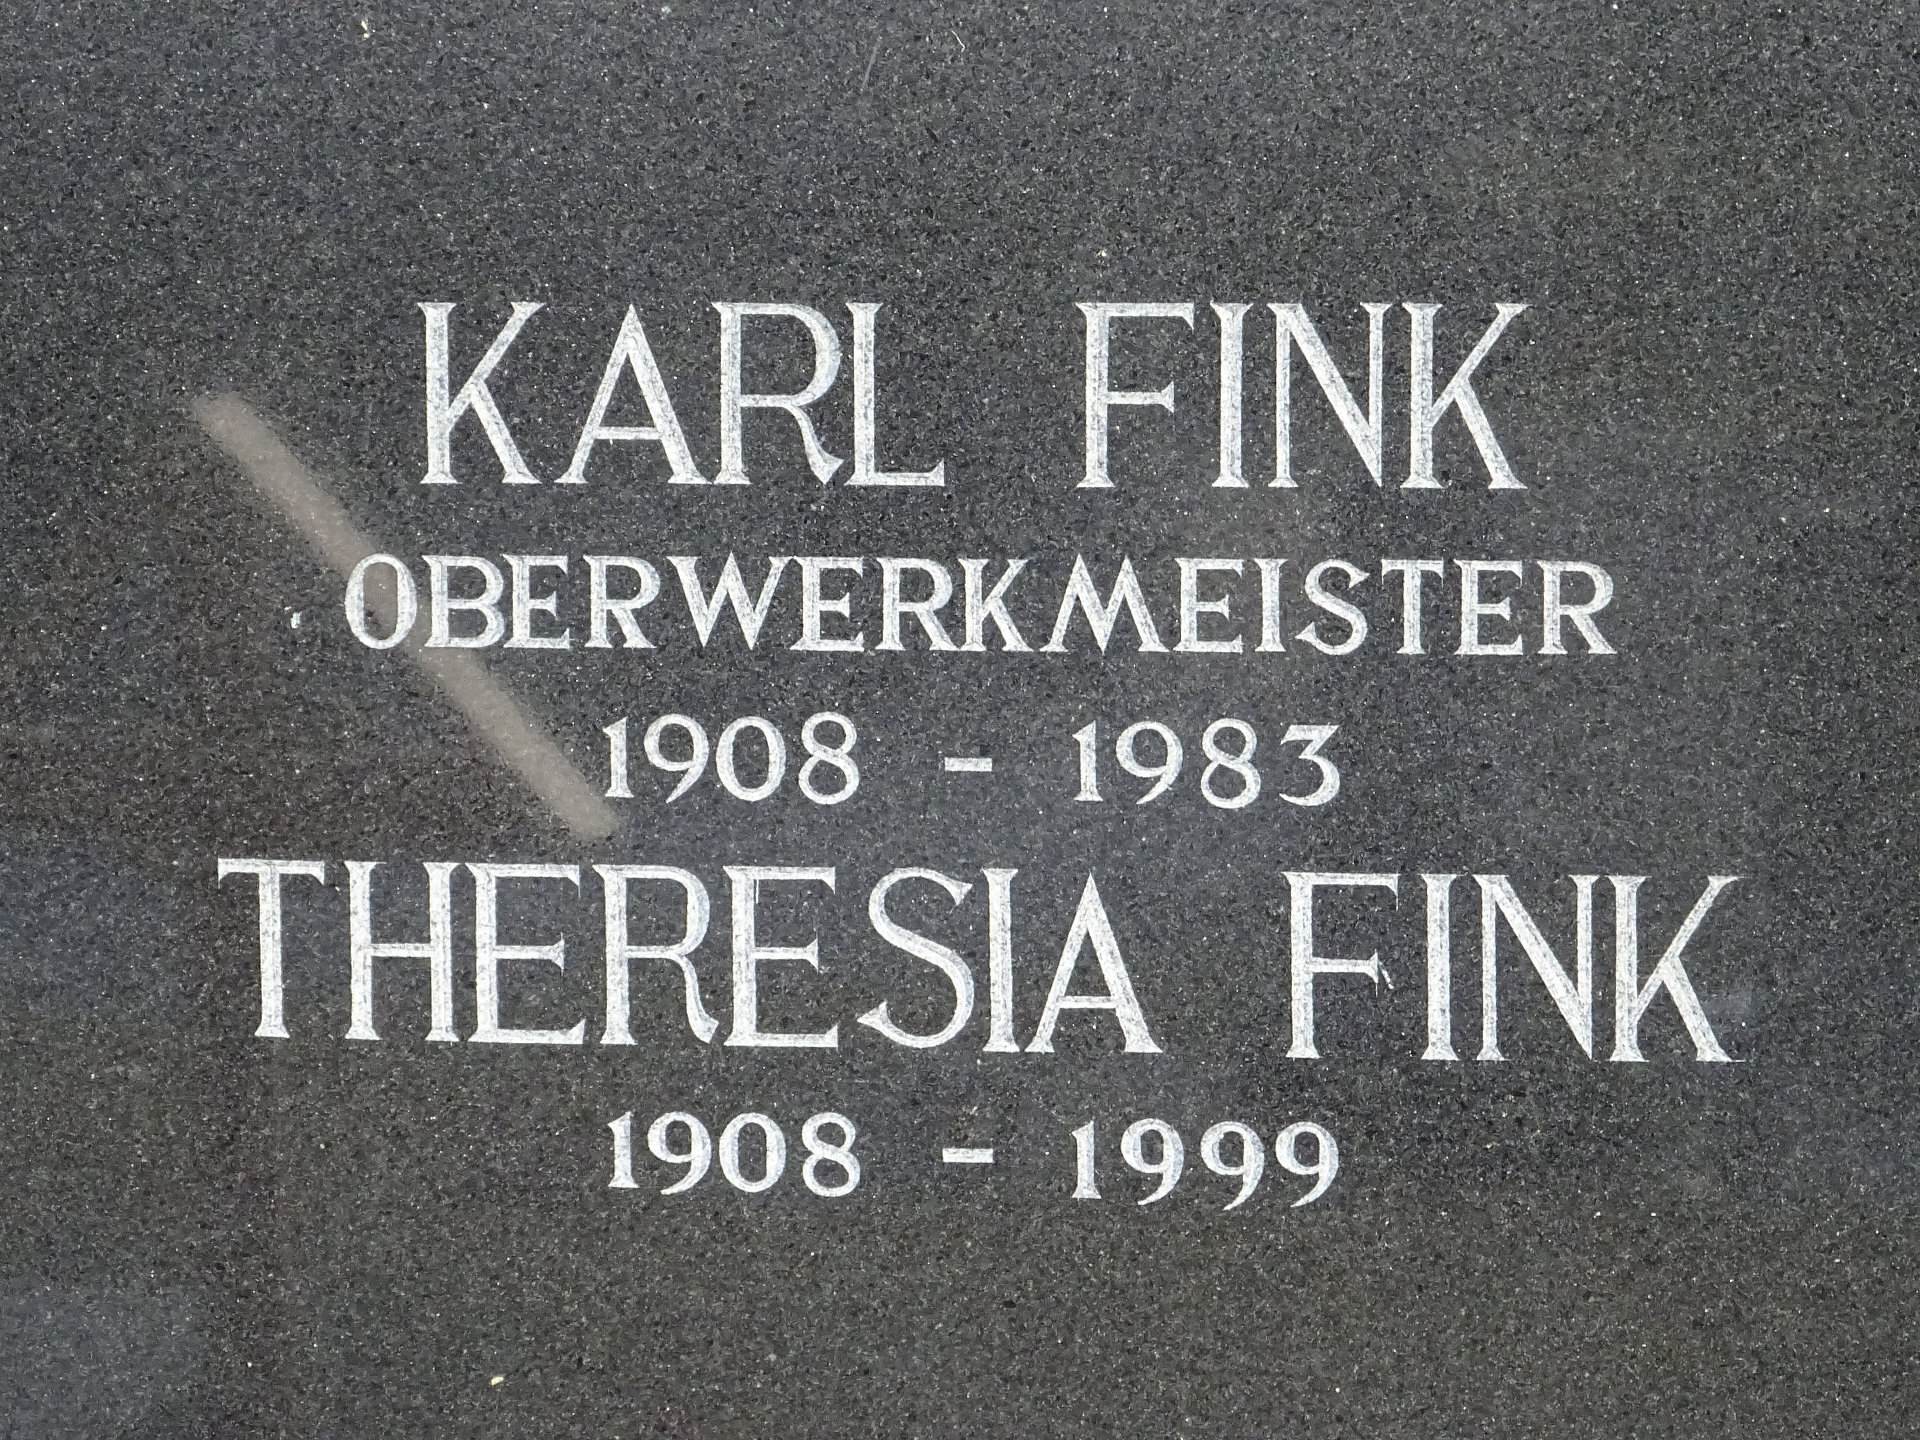 KARL FINK
OBERWERKMEISTER
1908 - 1983
THERESIA FINK
1908 - 1999